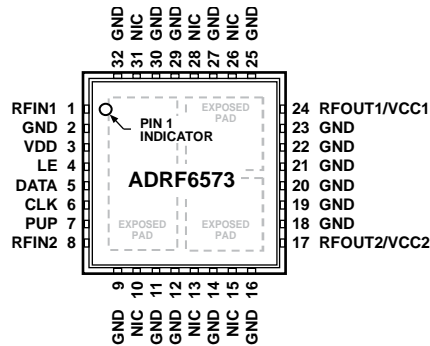 32 GND
31 NIC
30 GND
29 GND
28 NIC
27 GND
26 NIC
25 GND
RFIN1 1
GND 2
VDD 3
LE 4
DATA 5
CLK 6
PUP 7
RFIN2 8
PIN 1
INDICATOR
EXPOSED
PAD
ADRF6573
EXPOSED
PAD
EXPOSED
PAD
24 RFOUT1/VCC1
23 GND
22 GND
21 GND
20 GND
19 GND
18 GND
17 RFOUT2/VCC2
GND 9
NIC 10
GND 11
GND 12
NIC 13
GND 14
NIC 15
GND 16